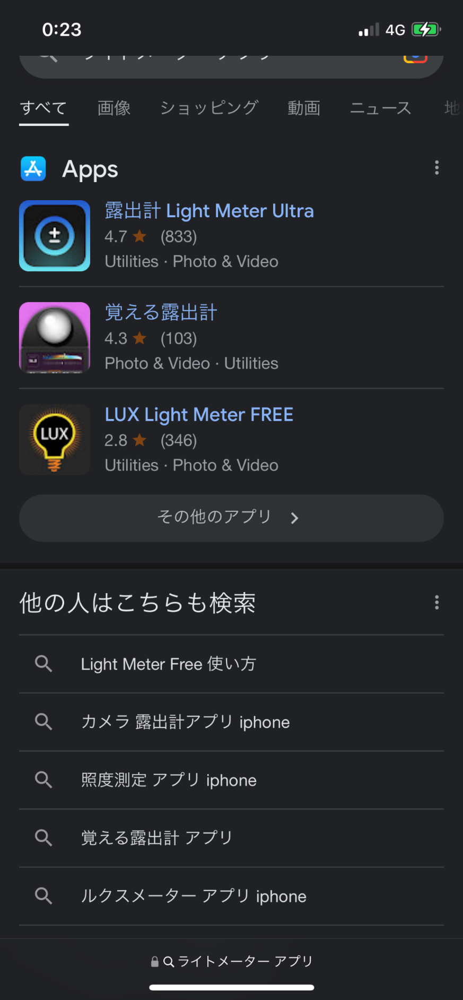 0:23
4G
すべて 画像 ショッピング 動画 ニュース 地
Apps
露出計 Light Meter Ultra
4.7 ★ (833)
Utilities · Photo & Video
覚える露出計
4.3 ★ (103)
Photo & Video · Utilities
LUX
LUX Light Meter FREE
2.8 ★ (346)
Utilities · Photo & Video
その他のアプリ
他の人はこちらも検索
Light Meter Free 使い方
カメラ 露出計アプリ iphone
照度測定 アプリ iphone
覚える露出計 アプリ
ルクスメーター アプリ iphone
ライトメーター アプリ